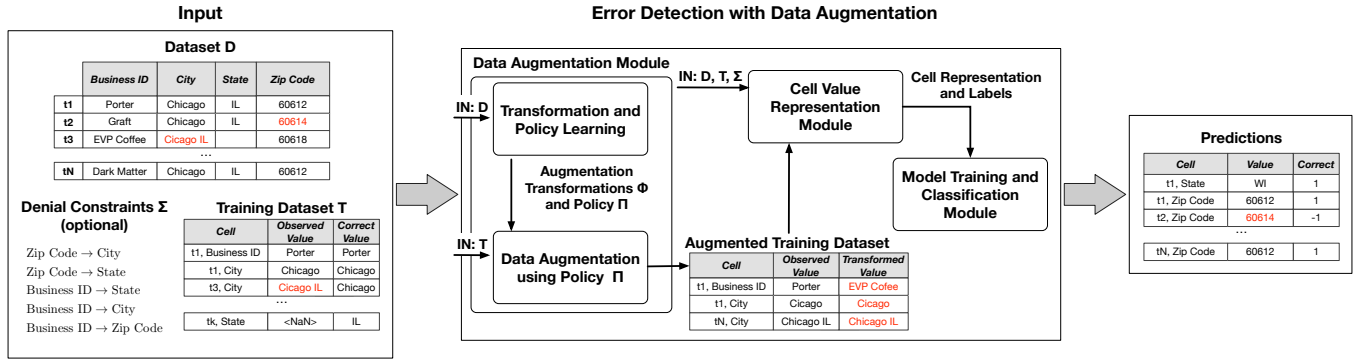 Input
Dataset D
Business ID City State Zip Code
t1 Porter Chicago IL 60612
t2 Graft Chicago IL 60614
t3 EVP Coffee Cicago IL 60618
...
tN Dark Matter Chicago IL 60612
Denial Constraints Σ
(optional)
Zip Code → City
Zip Code → State
Business ID → State
Business ID → City
Business ID → Zip Code
Training Dataset T
Cell Observed Value Correct Value
t1, Business ID Porter Porter
t1, City Chicago Chicago
t3, City Cicago IL Chicago
...
tk, State <NaN> IL
Error Detection with Data Augmentation
Data Augmentation Module
IN: D
Transformation and
Policy Learning
Augmentation
Transformations Φ
and Policy Π
IN: T
Data Augmentation
using Policy Π
IN: D, T, Σ
Cell Value
Representation
Module
Cell Representation
and Labels
Model Training and
Classification
Module
Augmented Training Dataset
Cell Observed Value Transformed Value
t1, Business ID Porter EVP Cofee
t1, City Cicago Cicago
tN, City Chicago IL Chicago IL
Predictions
Cell Value Correct
t1, State WI 1
t1, Zip Code 60612 1
t2, Zip Code 60614 -1
...
tN, Zip Code 60612 1